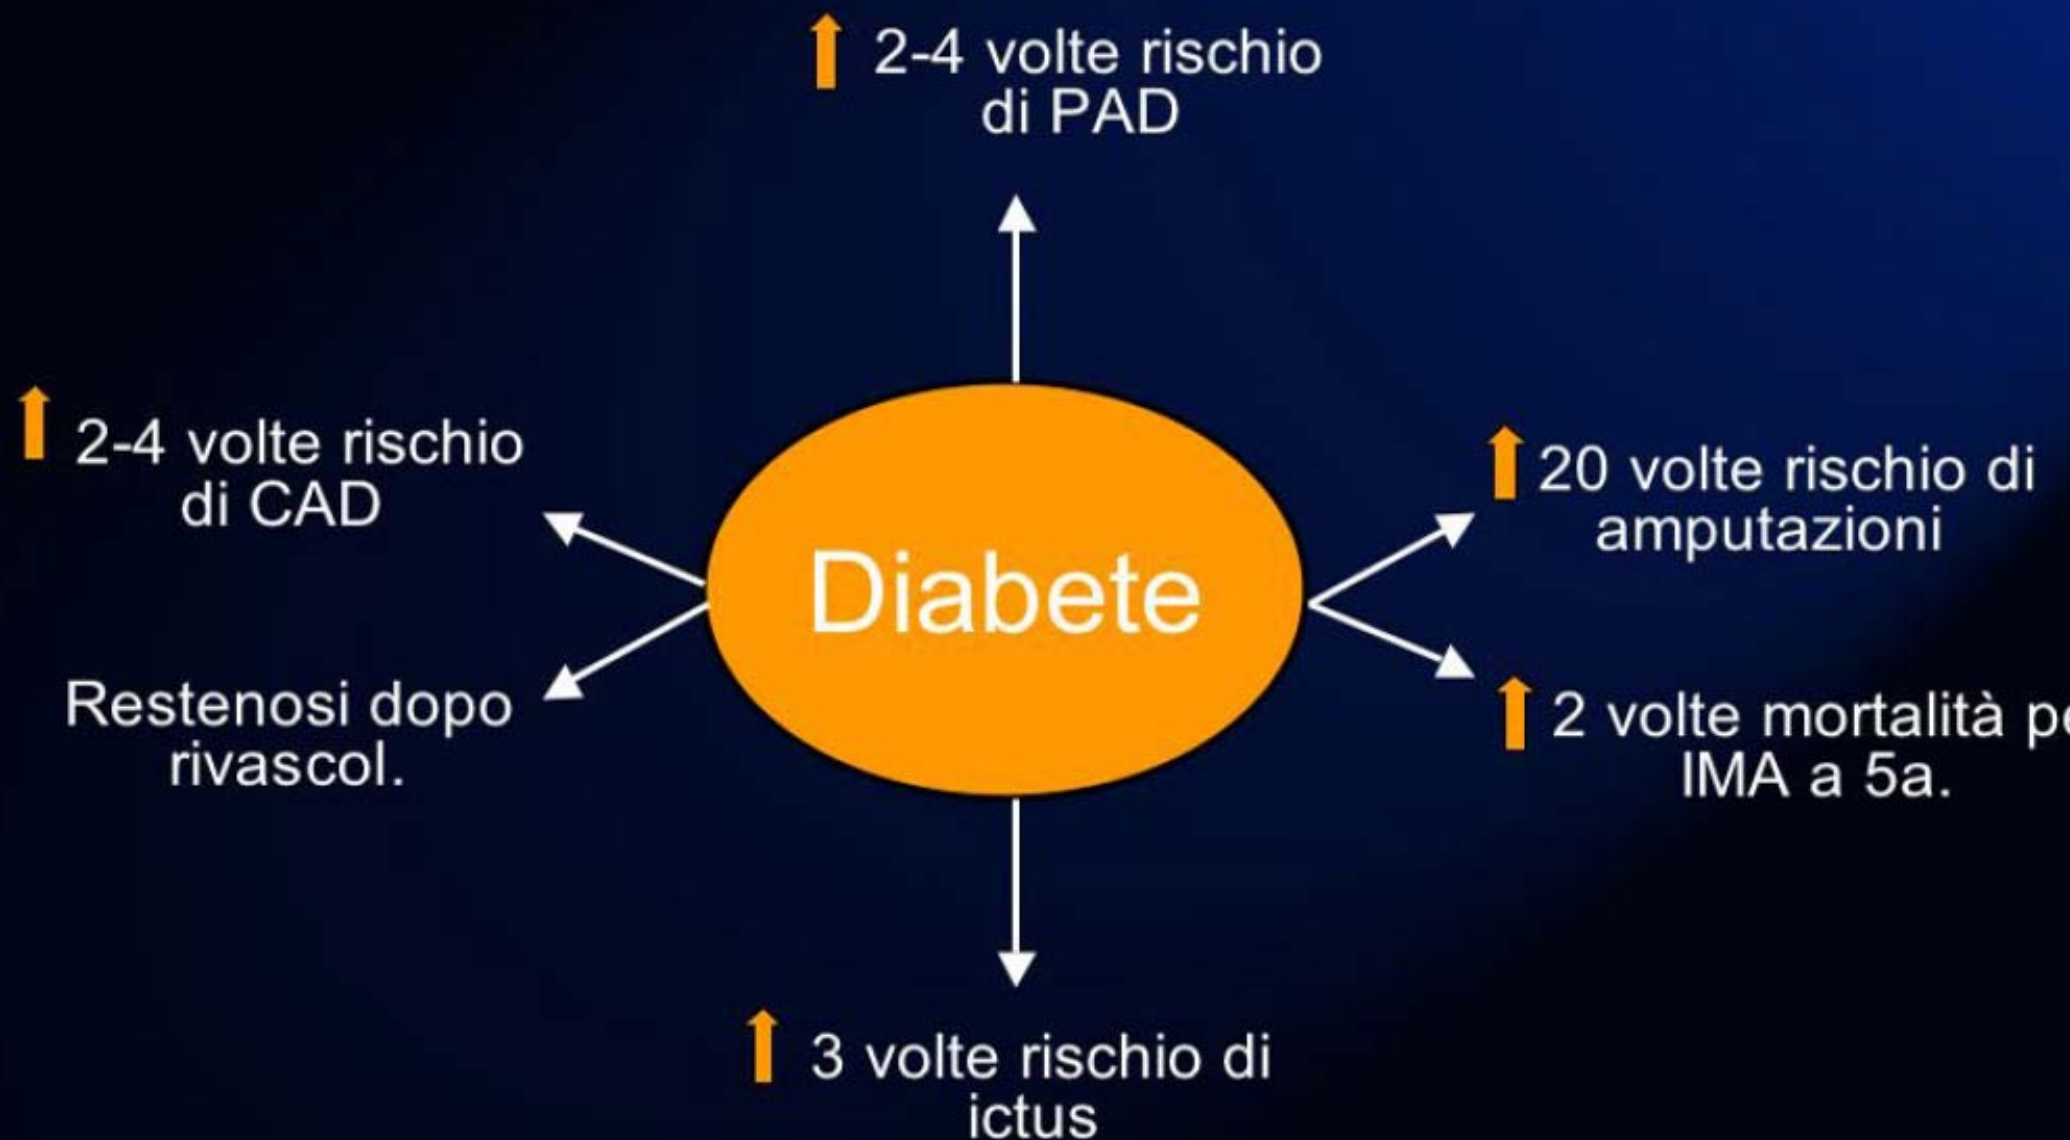 2-4 volte rischio
di PAD
2-4 volte rischio
di CAD
20 volte rischio di
amputazioni
Diabete
Restenosi dopo
rivascol.
2 volte mortalità
IMA a 5a.
3 volte rischio di
ictus